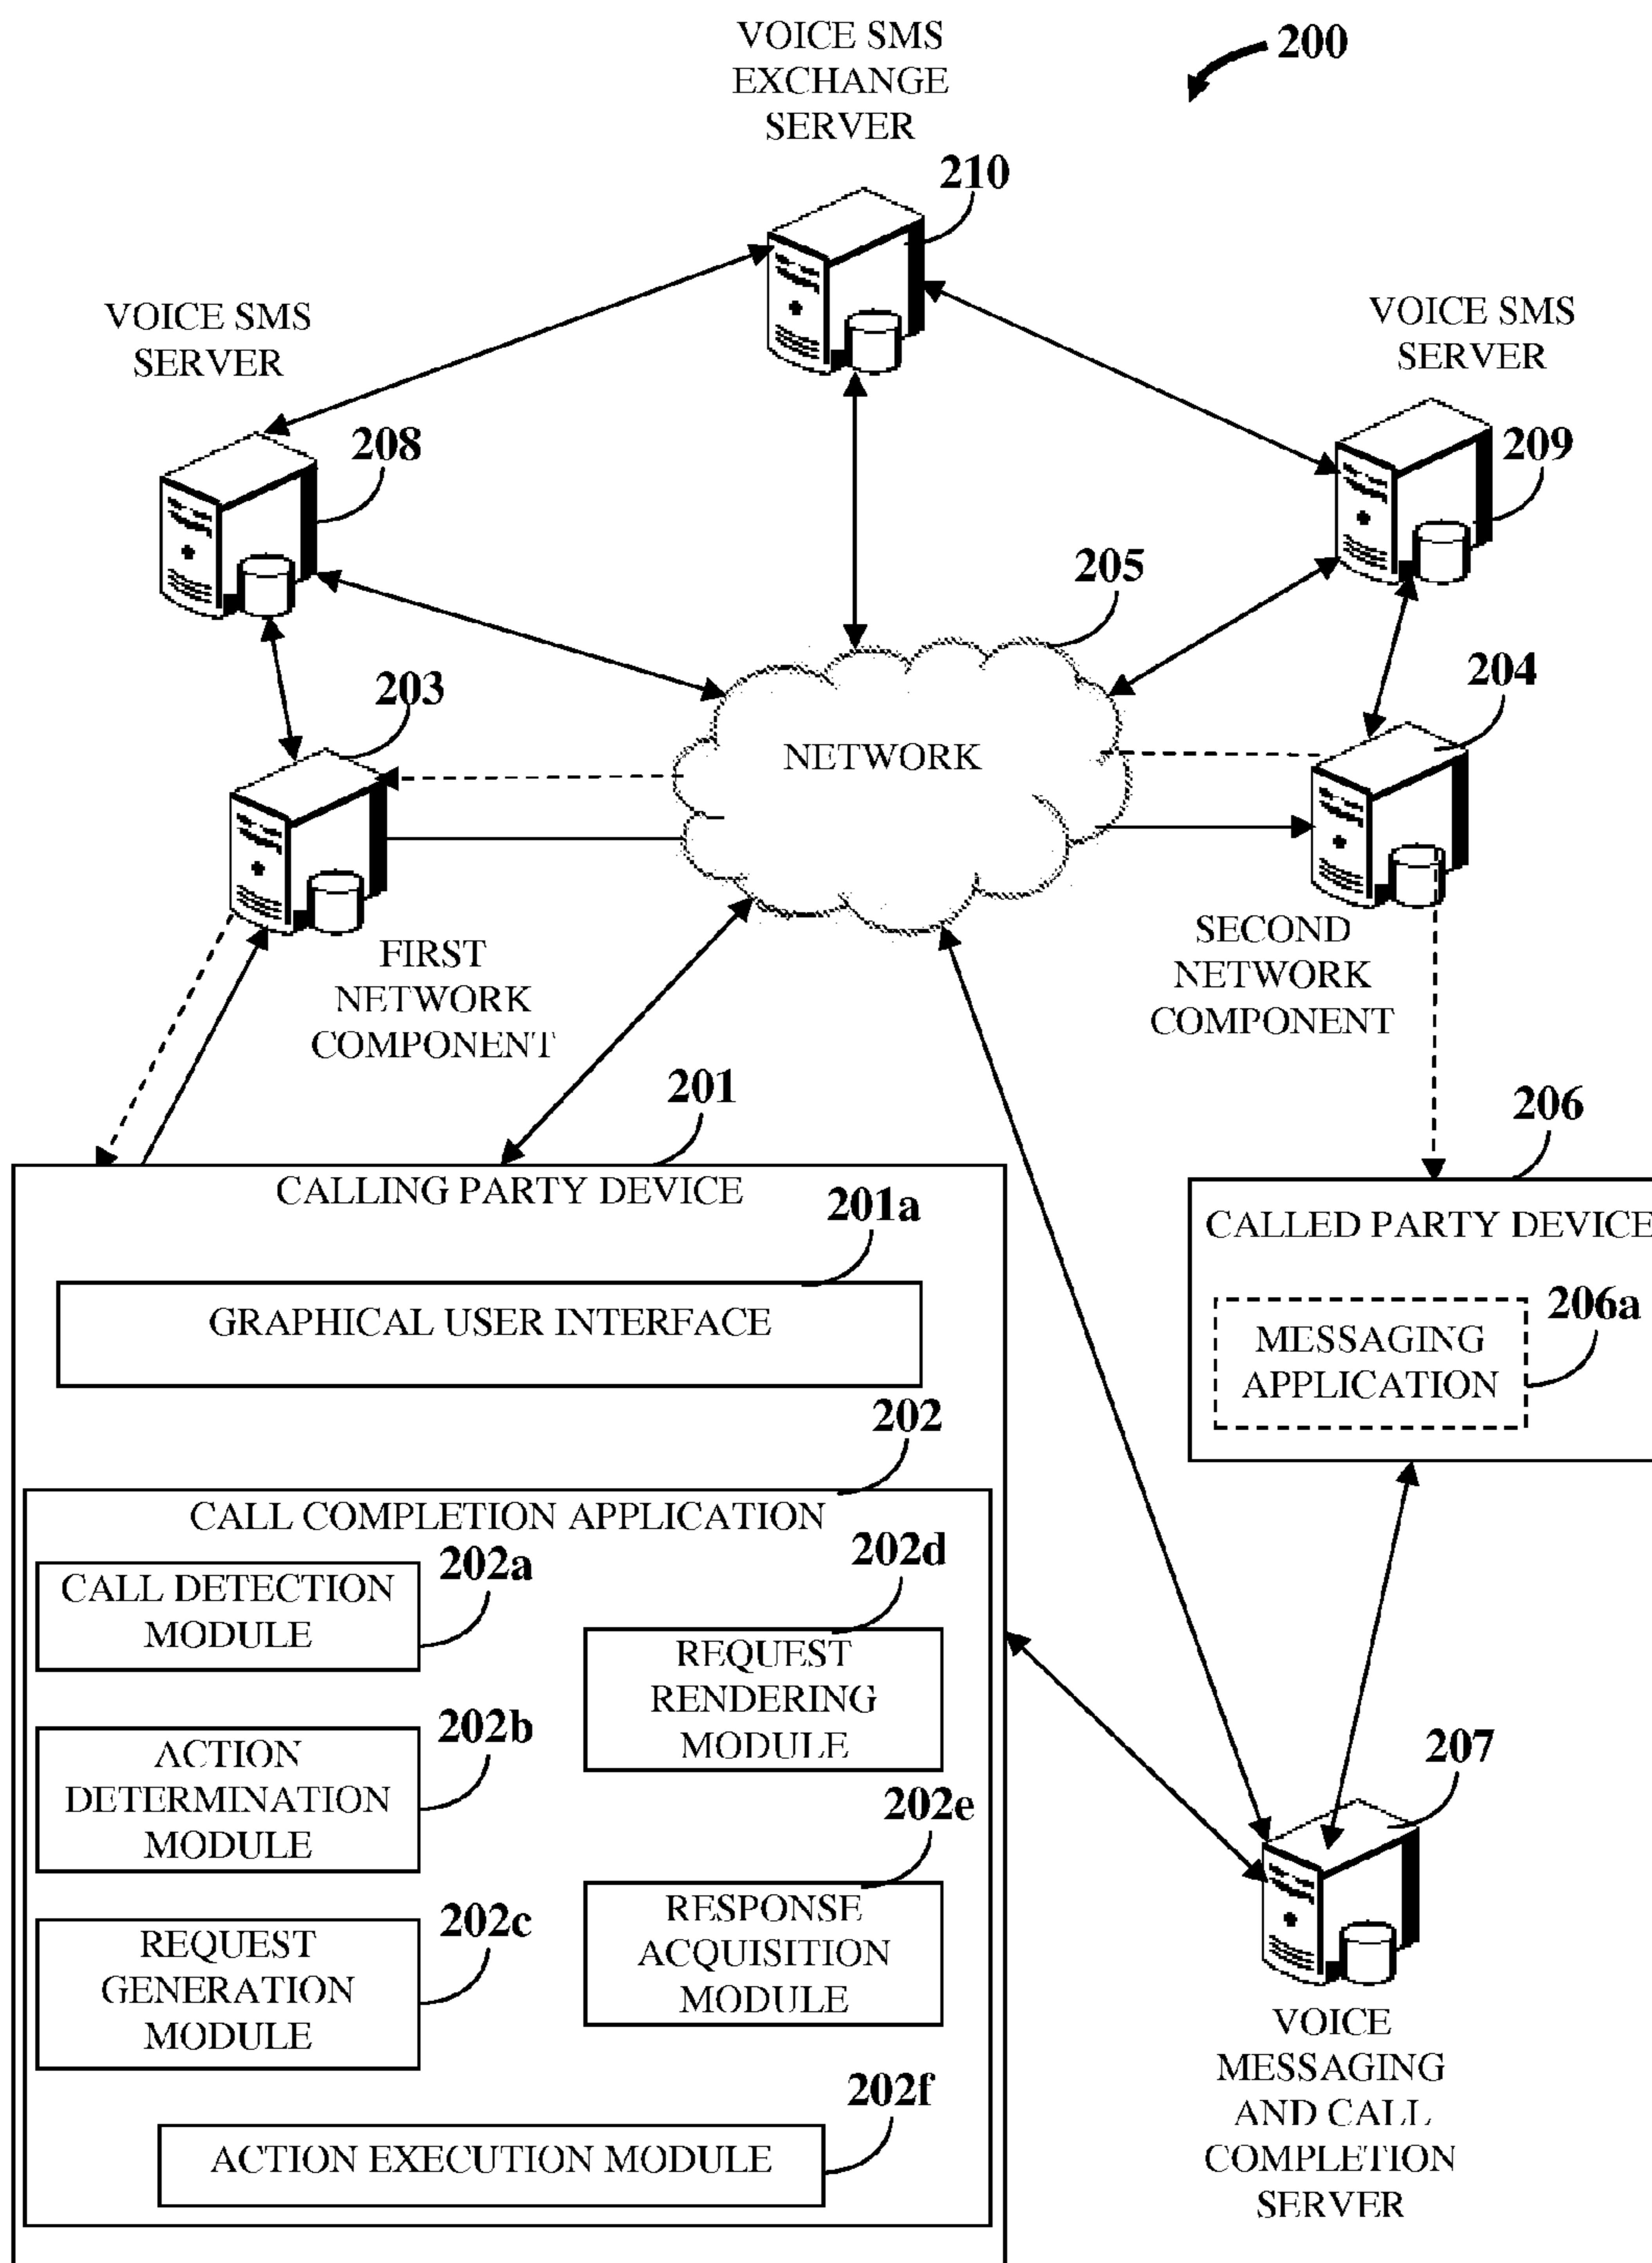 VOICE SMS
EXCHANGE
SERVER
200
210
VOICE SMS
SERVER
208
VOICE SMS
SERVER
209
205
203
NETWORK
204
FIRST
NETWORK
COMPONENT
SECOND
NETWORK
COMPONENT
201
CALLING PARTY DEVICE
201a
GRAPHICAL USER INTERFACE
206
CALLED PARTY DEVICE
206a
MESSAGING
APPLICATION
202
CALL COMPLETION APPLICATION
CALL DETECTION
MODULE
202a
202d
REQUEST
RENDERING
MODULE
ACTION
DETERMINATION
MODULE
202b
202e
RESPONSE
ACQUISITION
MODULE
REQUEST
GENERATION
MODULE
202c
202f
ACTION EXECUTION MODULE
207
VOICE
MESSAGING
AND CALL
COMPLETION
SERVER